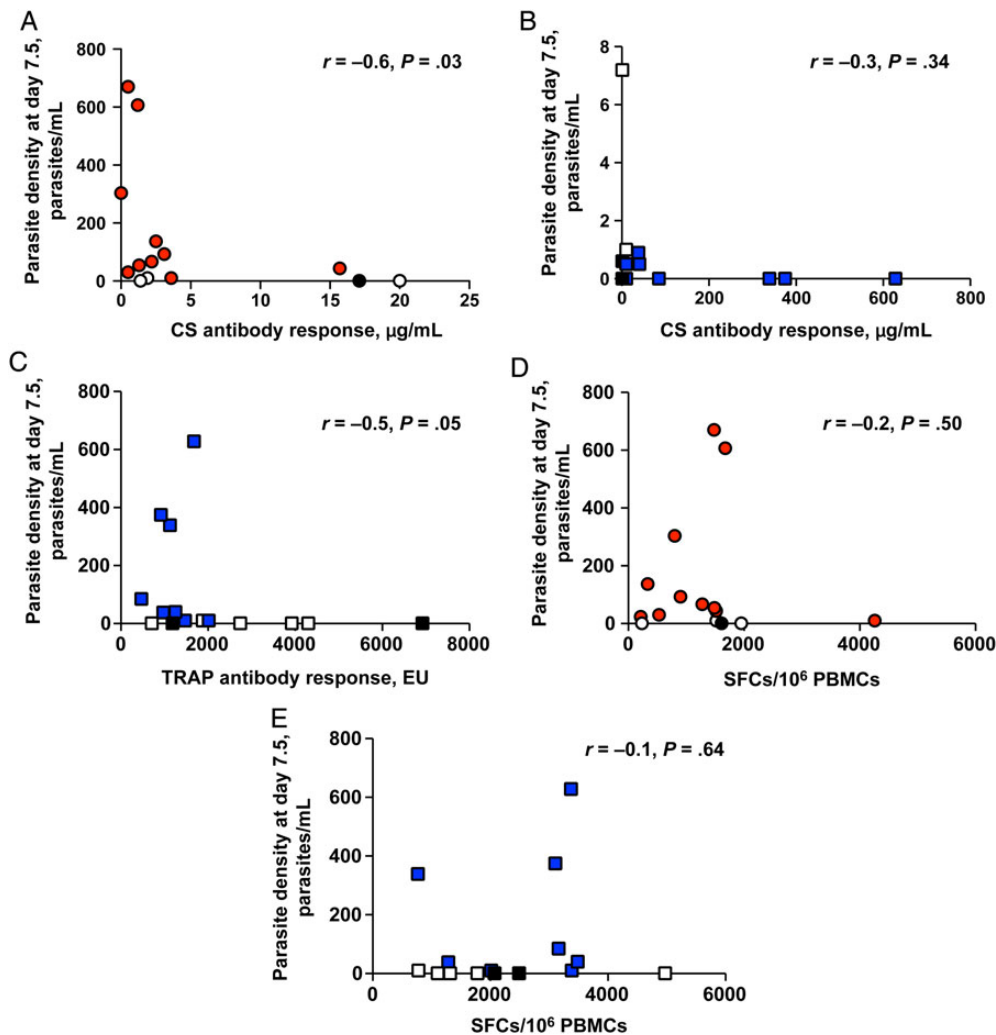 A
Parasite density at day 7.5,
parasites/mL
800
600
400
200
0
r = –0.6, P = .03
0 5 10 15 20 25
CS antibody response, µg/mL
B
Parasite density at day 7.5,
parasites/mL
8
6
4
2
0
r = –0.3, P = .34
0 200 400 600 800
CS antibody response, µg/mL
C
Parasite density at day 7.5,
parasites/mL
800
600
400
200
0
r = –0.5, P = .05
0 2000 4000 6000 8000
TRAP antibody response, EU
D
Parasite density at day 7.5,
parasites/mL
800
600
400
200
0
r = –0.2, P = .50
0 2000 4000 6000
SFCs/10⁶ PBMCs
E
Parasite density at day 7.5,
parasites/mL
800
600
400
200
0
r = –0.1, P = .64
0 2000 4000 6000
SFCs/10⁶ PBMCs